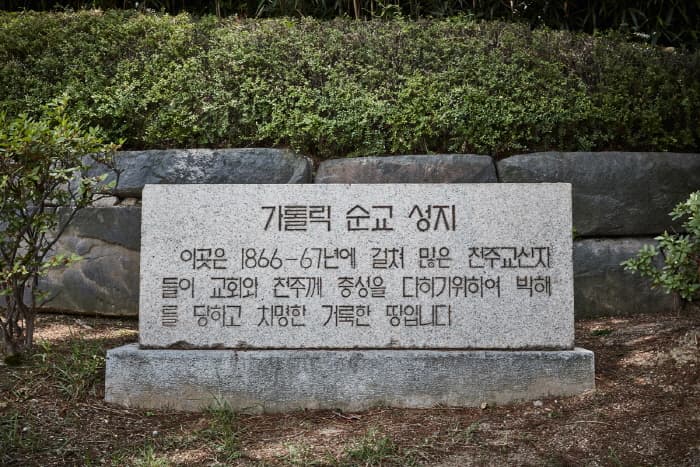 가톨릭 순교 성지
이곳은 1866-67년에 걸쳐 많은 천주교신자
들이 교회와 천주께 충성을 다하기위하여 박해
를 당하고 치명한 거룩한 땅입니다